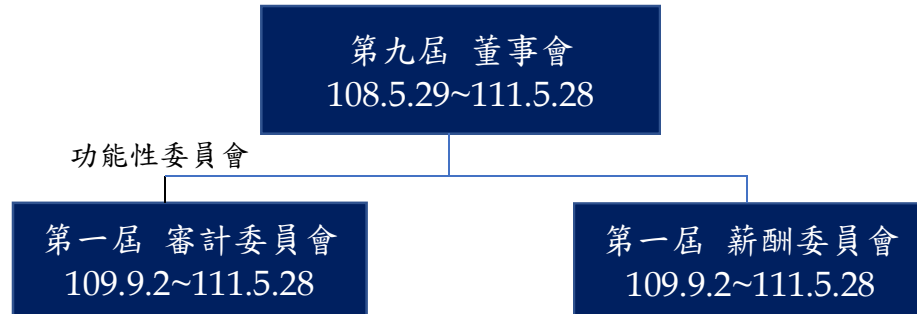 第九屆 董事會
108.5.29~111.5.28
功能性委員會
第一屆 審計委員會
109.9.2~111.5.28
第一屆 薪酬委員會
109.9.2~111.5.28